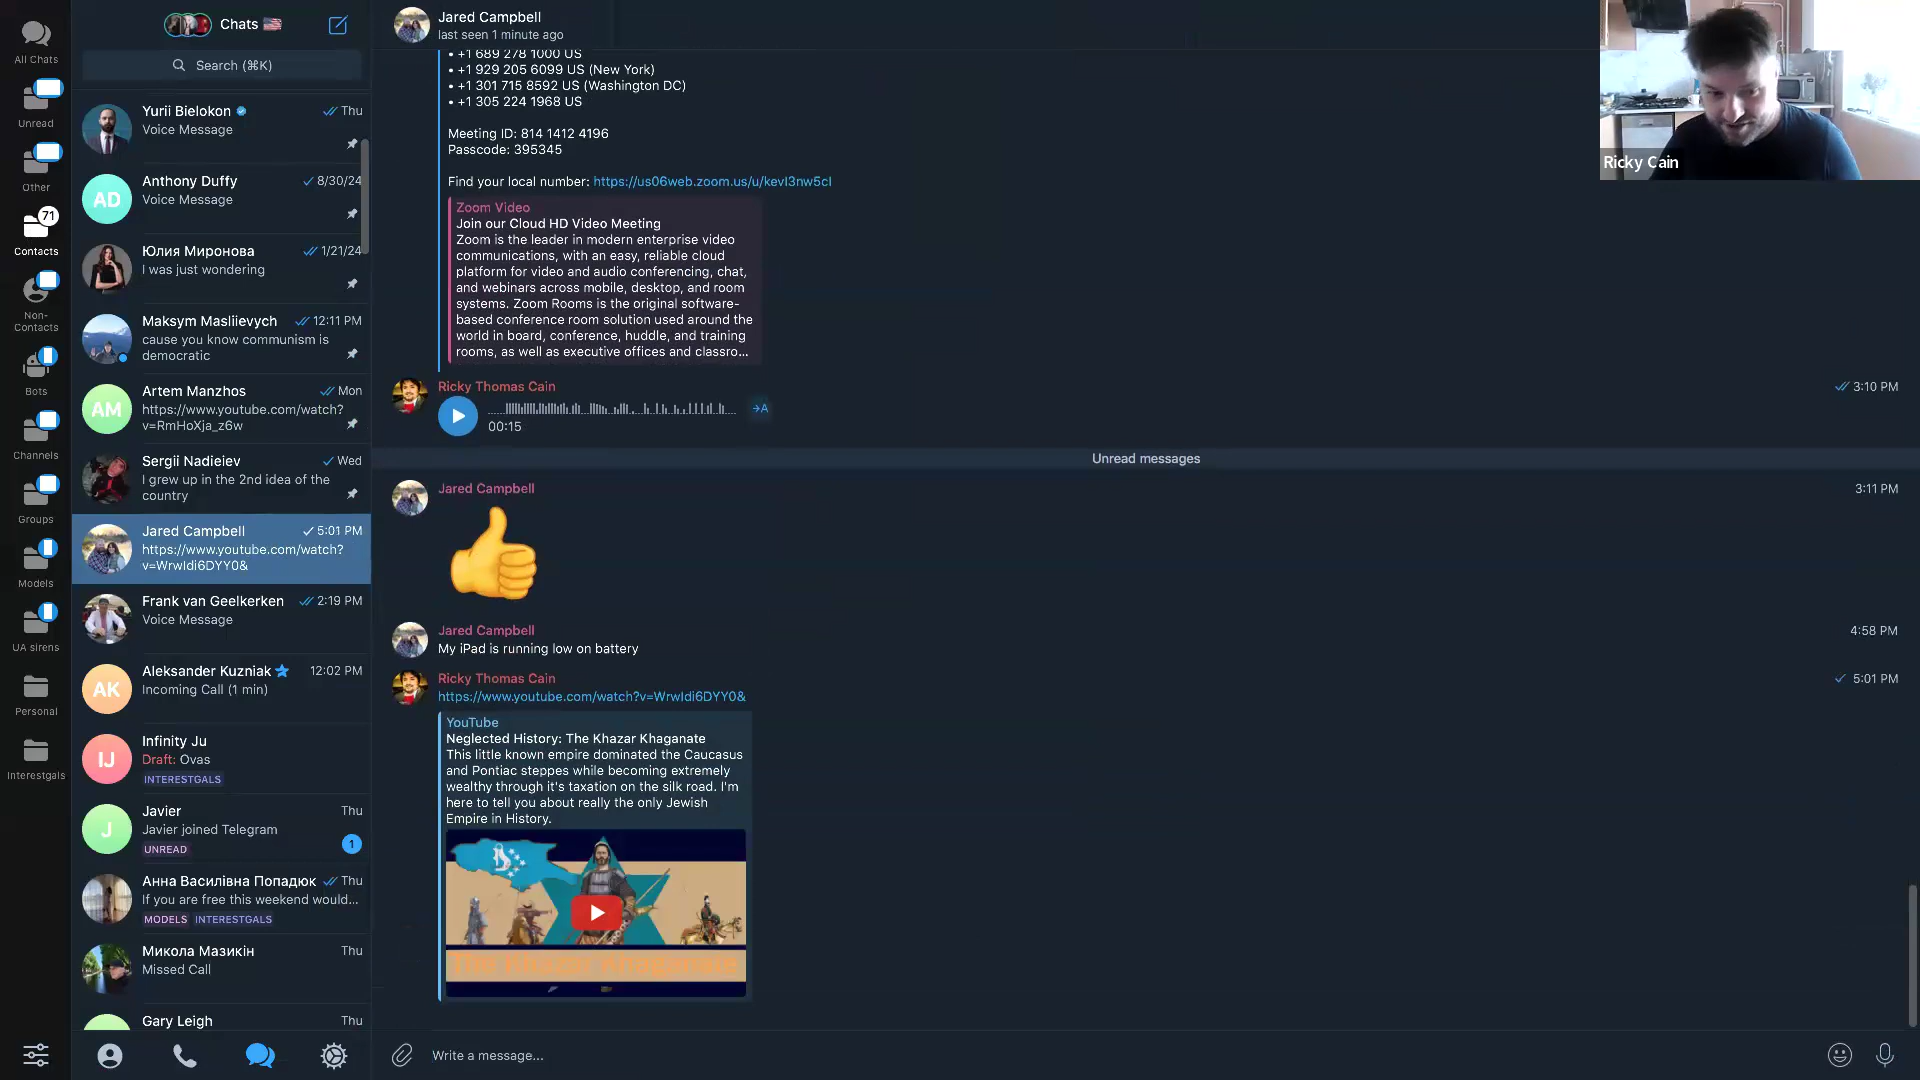 All Chats
Unread
Other
71
Contacts
Non-
Contacts
Bots
Channels
Groups
Models
UA sirens
Personal
Interestgals
Chats
Search (⌘K)
Yurii Bielokon
Thu
Voice Message
AD
Anthony Duffy
8/30/24
Voice Message
Юлия Миронова
1/21/24
I was just wondering
Maksym Masliievych
12:11 PM
cause you know communism is
democratic
AM
Artem Manzhos
Mon
https://www.youtube.com/watch?
v=RmHoXja_z6w
Sergii Nadieiev
Wed
I grew up in the 2nd idea of the
country
Jared Campbell
5:01 PM
https://www.youtube.com/watch?
v=WrwIdi6DYY0&
Frank van Geelkerken
2:19 PM
Voice Message
AK
Aleksander Kuzniak
12:02 PM
Incoming Call (1 min)
IJ
Infinity Ju
Draft: Ovas
INTERESTGALS
J
Javier
Thu
Javier joined Telegram
UNREAD
1
Анна Василівна Попадюк
Thu
If you are free this weekend would...
MODELS INTERESTGALS
Микола Мазикін
Thu
Missed Call
Gary Leigh
Thu
Jared Campbell
last seen 1 minute ago
• +1 689 278 1000 US
• +1 929 205 6099 US (New York)
• +1 301 715 8592 US (Washington DC)
• +1 305 224 1968 US
Meeting ID: 814 1412 4196
Passcode: 395345
Find your local number: https://us06web.zoom.us/u/kevI3nw5cI
Zoom Video
Join our Cloud HD Video Meeting
Zoom is the leader in modern enterprise video
communications, with an easy, reliable cloud
platform for video and audio conferencing, chat,
and webinars across mobile, desktop, and room
systems. Zoom Rooms is the original software-
based conference room solution used around the
world in board, conference, huddle, and training
rooms, as well as executive offices and classro...
Ricky Thomas Cain
3:10 PM
→A
00:15
Unread messages
Jared Campbell
3:11 PM
Jared Campbell
4:58 PM
My iPad is running low on battery
Ricky Thomas Cain
5:01 PM
https://www.youtube.com/watch?v=WrwIdi6DYY0&
YouTube
Neglected History: The Khazar Khaganate
This little known empire dominated the Caucasus
and Pontiac steppes while becoming extremely
wealthy through it's taxation on the silk road. I'm
here to tell you about really the only Jewish
Empire in History.
The Khazar Khaganate
Write a message...
Ricky Cain